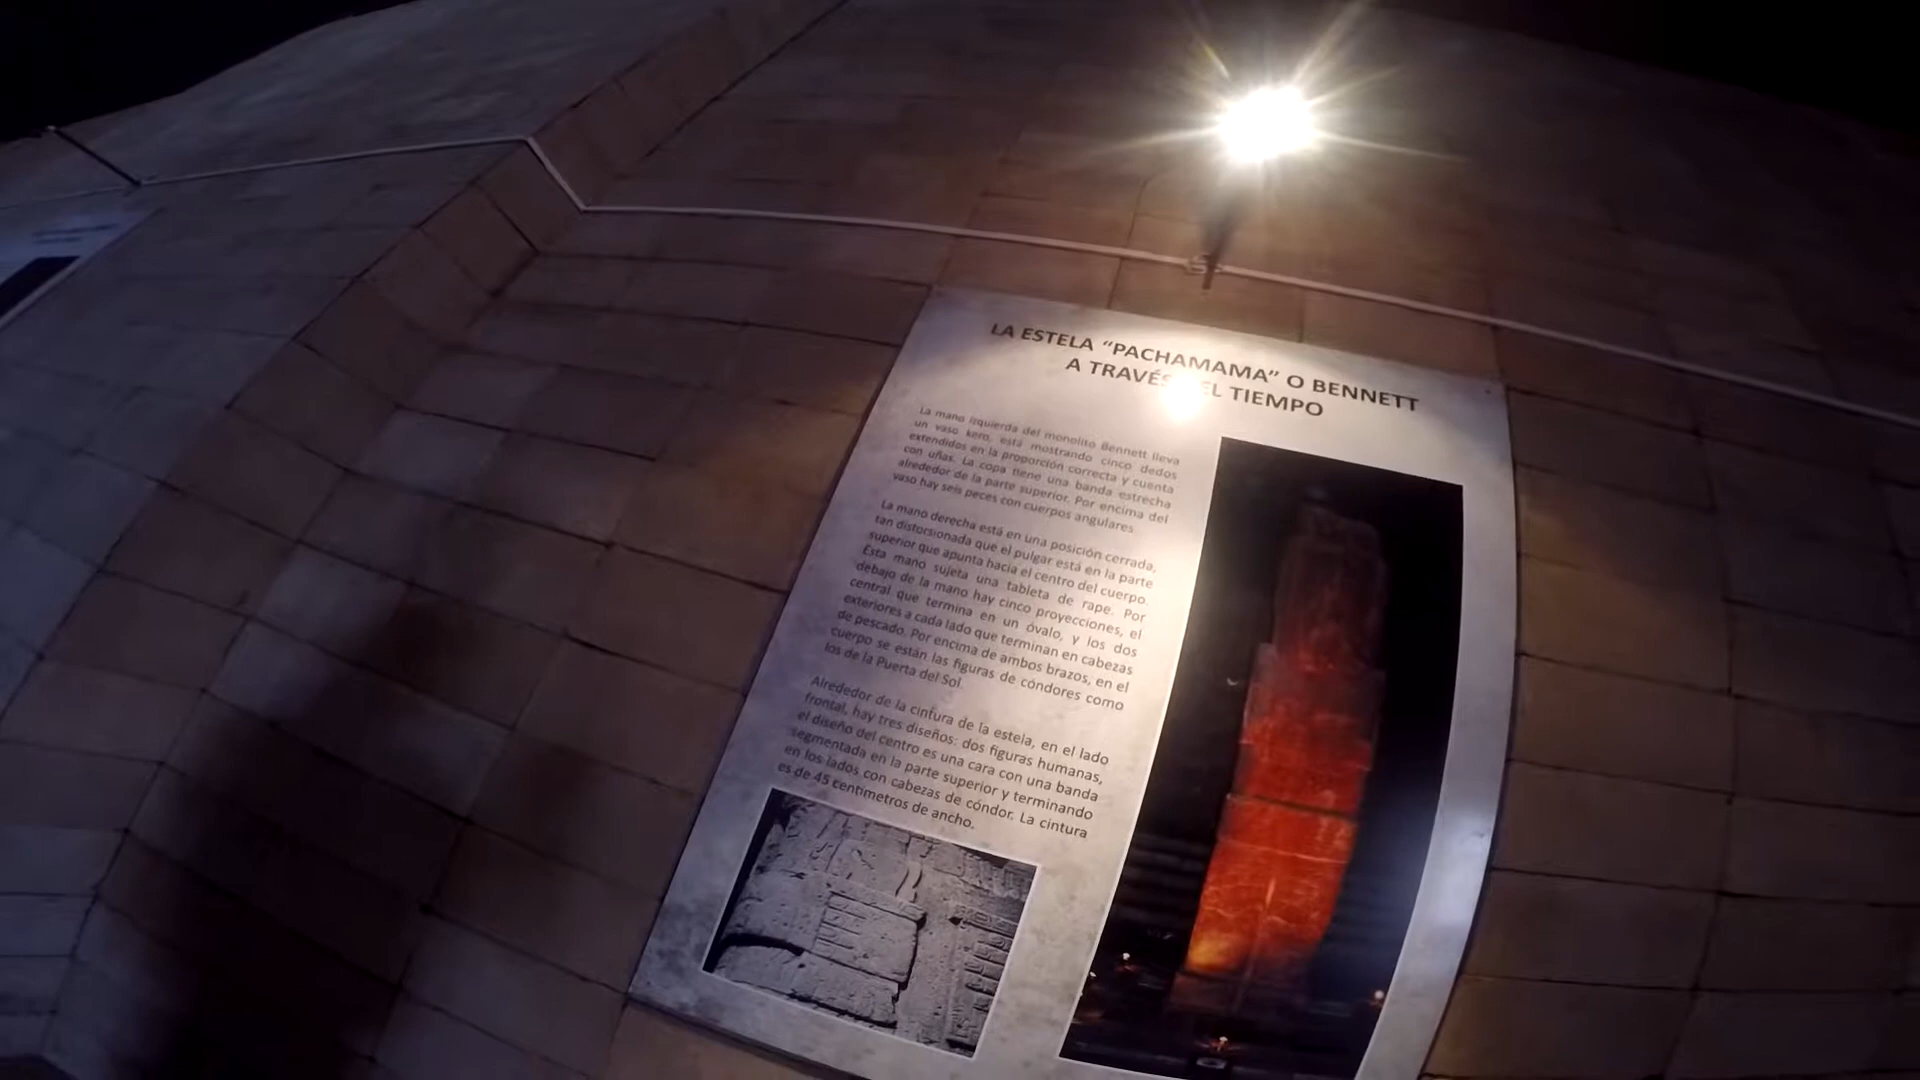 LA ESTELA "PACHAMAMA" O BENNETT
A TRAVÉS EL TIEMPO
La mano izquierda del monolito Bennett lleva
un vaso kero, está mostrando cinco dedos
extendidos en la proporción correcta y cuenta
con uñas. La copa tiene una banda estrecha
alrededor de la parte superior. Por encima del
vaso hay seis peces con cuerpos angulares.
La mano derecha está en una posición cerrada,
tan distorsionada que el pulgar está en la parte
superior que apunta hacia el centro del cuerpo.
Esta mano sujeta una tableta de rape. Por
debajo de la mano hay cinco proyecciones, el
central que termina en un óvalo, y los dos
exteriores a cada lado que terminan en cabezas
de pescado. Por encima de ambos brazos, en el
cuerpo se están las figuras de cóndores como
los de la Puerta del Sol.
Alrededor de la cintura de la estela, en el lado
frontal, hay tres diseños: dos figuras humanas,
el diseño del centro es una cara con una banda
segmentada en la parte superior y terminando
en los lados con cabezas de cóndor. La cintura
es de 45 centímetros de ancho.